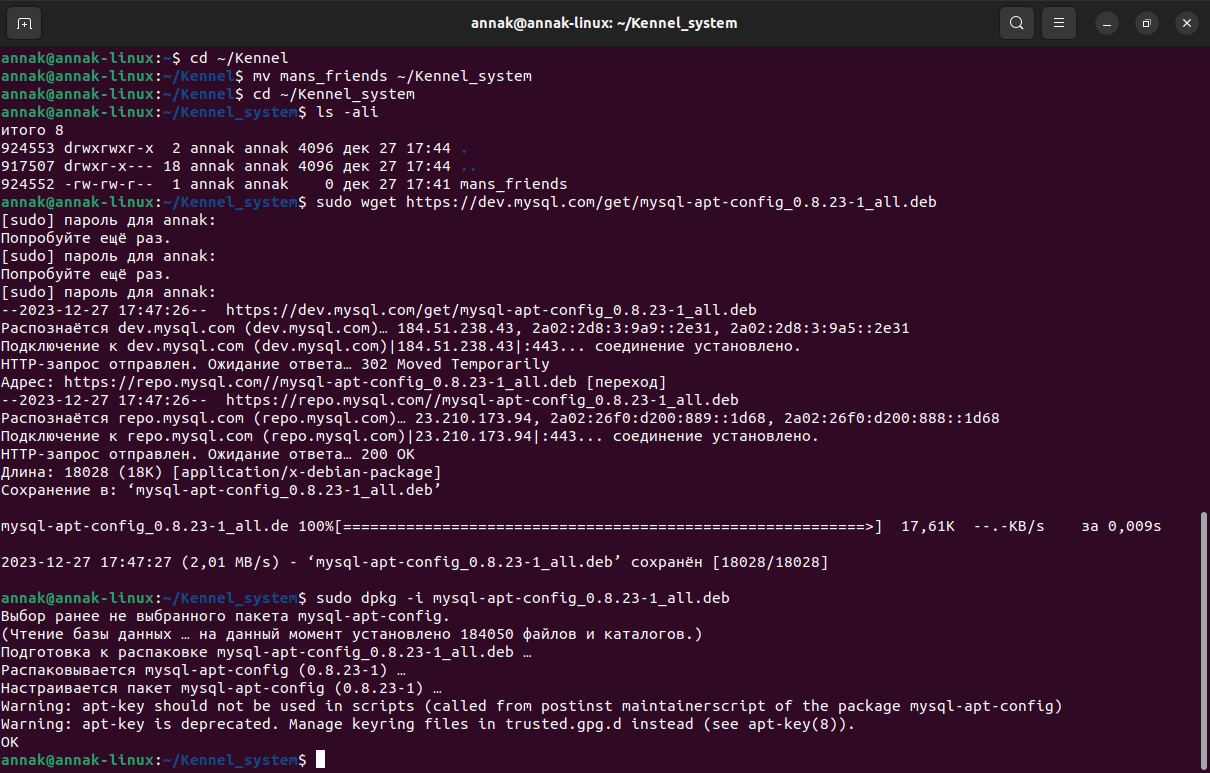 annak@annak-linux: ~/Kennel_system
annak@annak-linux:~$ cd ~/Kennel
annak@annak-linux:~/Kennel$ mv mans_friends ~/Kennel_system
annak@annak-linux:~/Kennel$ cd ~/Kennel_system
annak@annak-linux:~/Kennel_system$ ls -ali
итого 8
924553 drwxrwxr-x  2 annak annak 4096 дек 27 17:44 .
917507 drwxr-x--- 18 annak annak 4096 дек 27 17:44 ..
924552 -rw-rw-r--  1 annak annak    0 дек 27 17:41 mans_friends
annak@annak-linux:~/Kennel_system$ sudo wget https://dev.mysql.com/get/mysql-apt-config_0.8.23-1_all.deb
[sudo] пароль для annak:
Попробуйте ещё раз.
[sudo] пароль для annak:
Попробуйте ещё раз.
[sudo] пароль для annak:
--2023-12-27 17:47:26--  https://dev.mysql.com/get/mysql-apt-config_0.8.23-1_all.deb
Распознаётся dev.mysql.com (dev.mysql.com)… 184.51.238.43, 2a02:2d8:3:9a9::2e31, 2a02:2d8:3:9a5::2e31
Подключение к dev.mysql.com (dev.mysql.com)|184.51.238.43|:443... соединение установлено.
HTTP-запрос отправлен. Ожидание ответа… 302 Moved Temporarily
Адрес: https://repo.mysql.com//mysql-apt-config_0.8.23-1_all.deb [переход]
--2023-12-27 17:47:26--  https://repo.mysql.com//mysql-apt-config_0.8.23-1_all.deb
Распознаётся repo.mysql.com (repo.mysql.com)… 23.210.173.94, 2a02:26f0:d200:889::1d68, 2a02:26f0:d200:888::1d68
Подключение к repo.mysql.com (repo.mysql.com)|23.210.173.94|:443... соединение установлено.
HTTP-запрос отправлен. Ожидание ответа… 200 OK
Длина: 18028 (18K) [application/x-debian-package]
Сохранение в: ‘mysql-apt-config_0.8.23-1_all.deb’
mysql-apt-config_0.8.23-1_all.de 100%[==========================================================>]  17,61K  --.-KB/s    за 0,009s
2023-12-27 17:47:27 (2,01 MB/s) - ‘mysql-apt-config_0.8.23-1_all.deb’ сохранён [18028/18028]
annak@annak-linux:~/Kennel_system$ sudo dpkg -i mysql-apt-config_0.8.23-1_all.deb
Выбор ранее не выбранного пакета mysql-apt-config.
(Чтение базы данных … на данный момент установлено 184050 файлов и каталогов.)
Подготовка к распаковке mysql-apt-config_0.8.23-1_all.deb …
Распаковывается mysql-apt-config (0.8.23-1) …
Настраивается пакет mysql-apt-config (0.8.23-1) …
Warning: apt-key should not be used in scripts (called from postinst maintainerscript of the package mysql-apt-config)
Warning: apt-key is deprecated. Manage keyring files in trusted.gpg.d instead (see apt-key(8)).
OK
annak@annak-linux:~/Kennel_system$